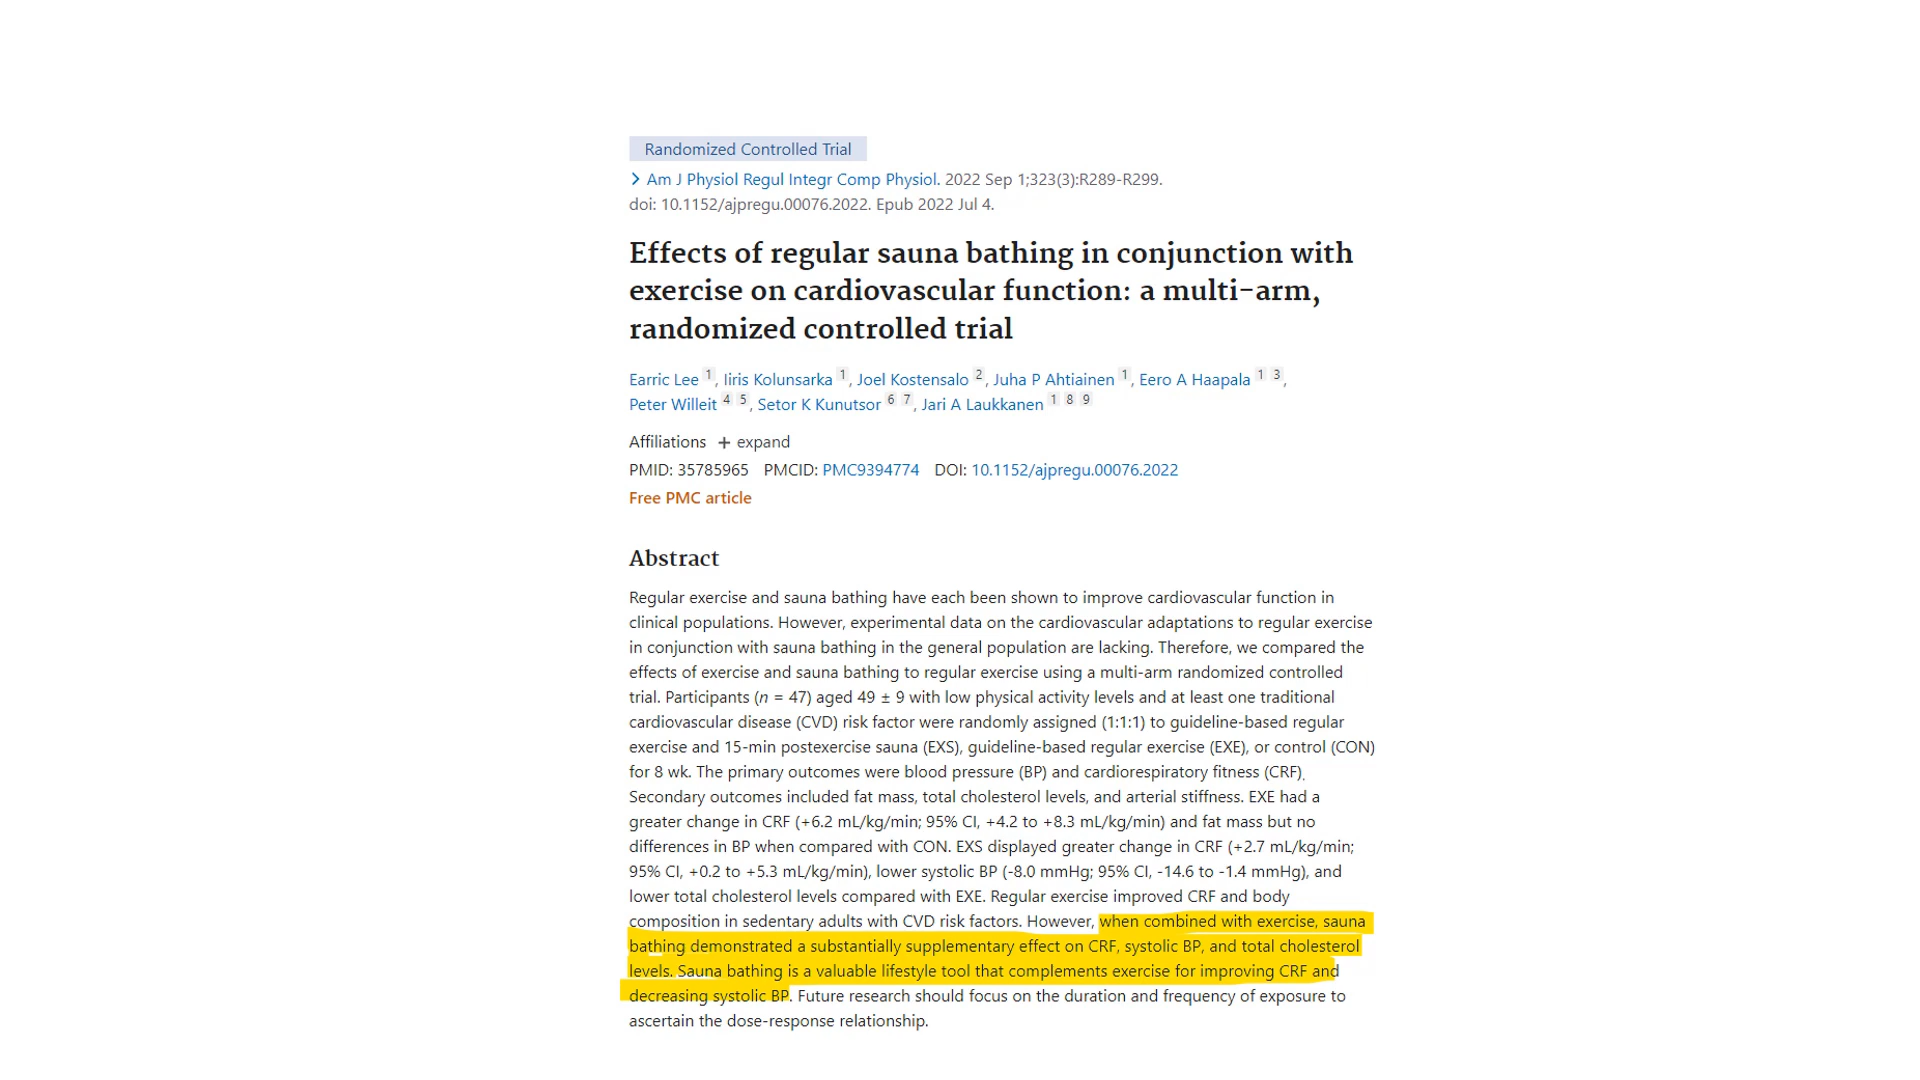 Randomized Controlled Trial
> Am J Physiol Regul Integr Comp Physiol. 2022 Sep 1;323(3):R289-R299.
doi: 10.1152/ajpregu.00076.2022. Epub 2022 Jul 4.
Effects of regular sauna bathing in conjunction with
exercise on cardiovascular function: a multi-arm,
randomized controlled trial
Earric Lee 1, Iiris Kolunsarka 1, Joel Kostensalo 2, Juha P Ahtiainen 1, Eero A Haapala 1 3,
Peter Willeit 4 5, Setor K Kunutsor 6 7, Jari A Laukkanen 1 8 9
Affiliations + expand
PMID: 35785965 PMCID: PMC9394774 DOI: 10.1152/ajpregu.00076.2022
Free PMC article
Abstract
Regular exercise and sauna bathing have each been shown to improve cardiovascular function in
clinical populations. However, experimental data on the cardiovascular adaptations to regular exercise
in conjunction with sauna bathing in the general population are lacking. Therefore, we compared the
effects of exercise and sauna bathing to regular exercise using a multi-arm randomized controlled
trial. Participants (n = 47) aged 49 ± 9 with low physical activity levels and at least one traditional
cardiovascular disease (CVD) risk factor were randomly assigned (1:1:1) to guideline-based regular
exercise and 15-min postexercise sauna (EXS), guideline-based regular exercise (EXE), or control (CON)
for 8 wk. The primary outcomes were blood pressure (BP) and cardiorespiratory fitness (CRF).
Secondary outcomes included fat mass, total cholesterol levels, and arterial stiffness. EXE had a
greater change in CRF (+6.2 mL/kg/min; 95% CI, +4.2 to +8.3 mL/kg/min) and fat mass but no
differences in BP when compared with CON. EXS displayed greater change in CRF (+2.7 mL/kg/min;
95% CI, +0.2 to +5.3 mL/kg/min), lower systolic BP (-8.0 mmHg; 95% CI, -14.6 to -1.4 mmHg), and
lower total cholesterol levels compared with EXE. Regular exercise improved CRF and body
composition in sedentary adults with CVD risk factors. However, when combined with exercise, sauna
bathing demonstrated a substantially supplementary effect on CRF, systolic BP, and total cholesterol
levels. Sauna bathing is a valuable lifestyle tool that complements exercise for improving CRF and
decreasing systolic BP. Future research should focus on the duration and frequency of exposure to
ascertain the dose-response relationship.